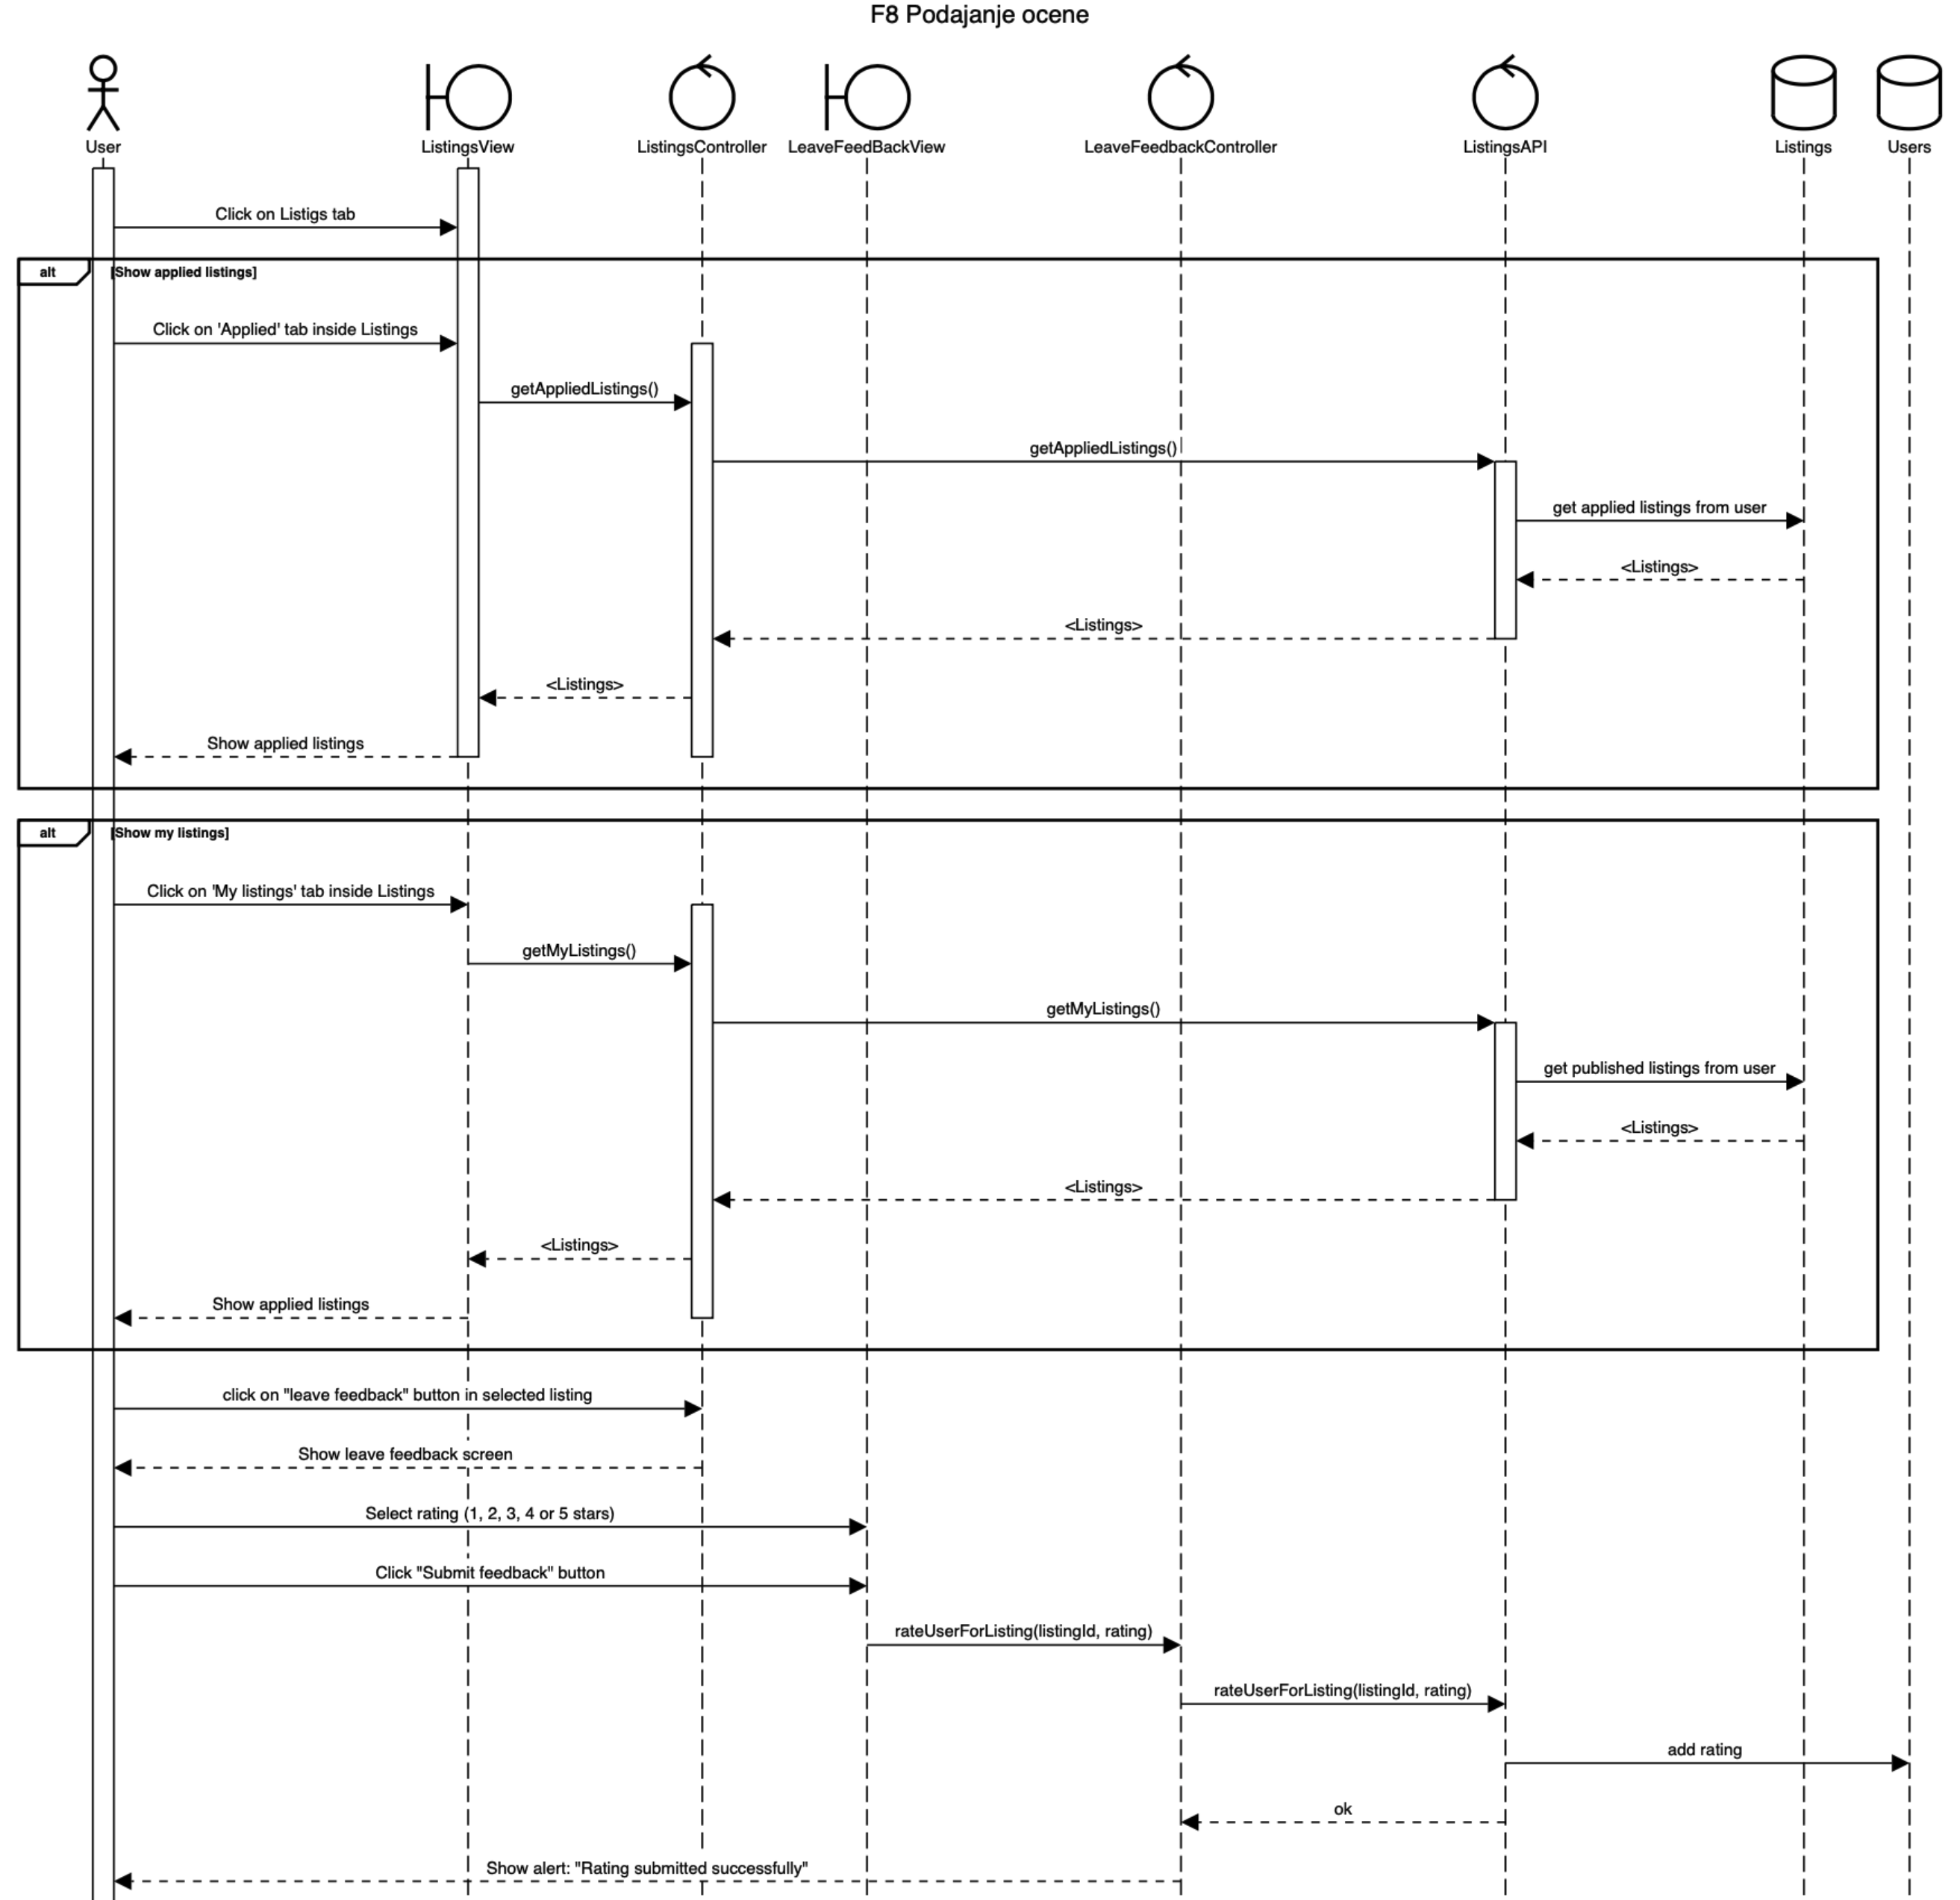 F8 Podajanje ocene
User
ListingsView
ListingsController
LeaveFeedBackView
LeaveFeedbackController
ListingsAPI
Listings
Users
Click on Listigs tab
alt
[Show applied listings]
Click on 'Applied' tab inside Listings
getAppliedListings()
getAppliedListings()
get applied listings from user
<Listings>
<Listings>
<Listings>
Show applied listings
alt
[Show my listings]
Click on 'My listings' tab inside Listings
getMyListings()
getMyListings()
get published listings from user
<Listings>
<Listings>
<Listings>
Show applied listings
click on "leave feedback" button in selected listing
Show leave feedback screen
Select rating (1, 2, 3, 4 or 5 stars)
Click "Submit feedback" button
rateUserForListing(listingId, rating)
rateUserForListing(listingId, rating)
add rating
ok
Show alert: "Rating submitted successfully"